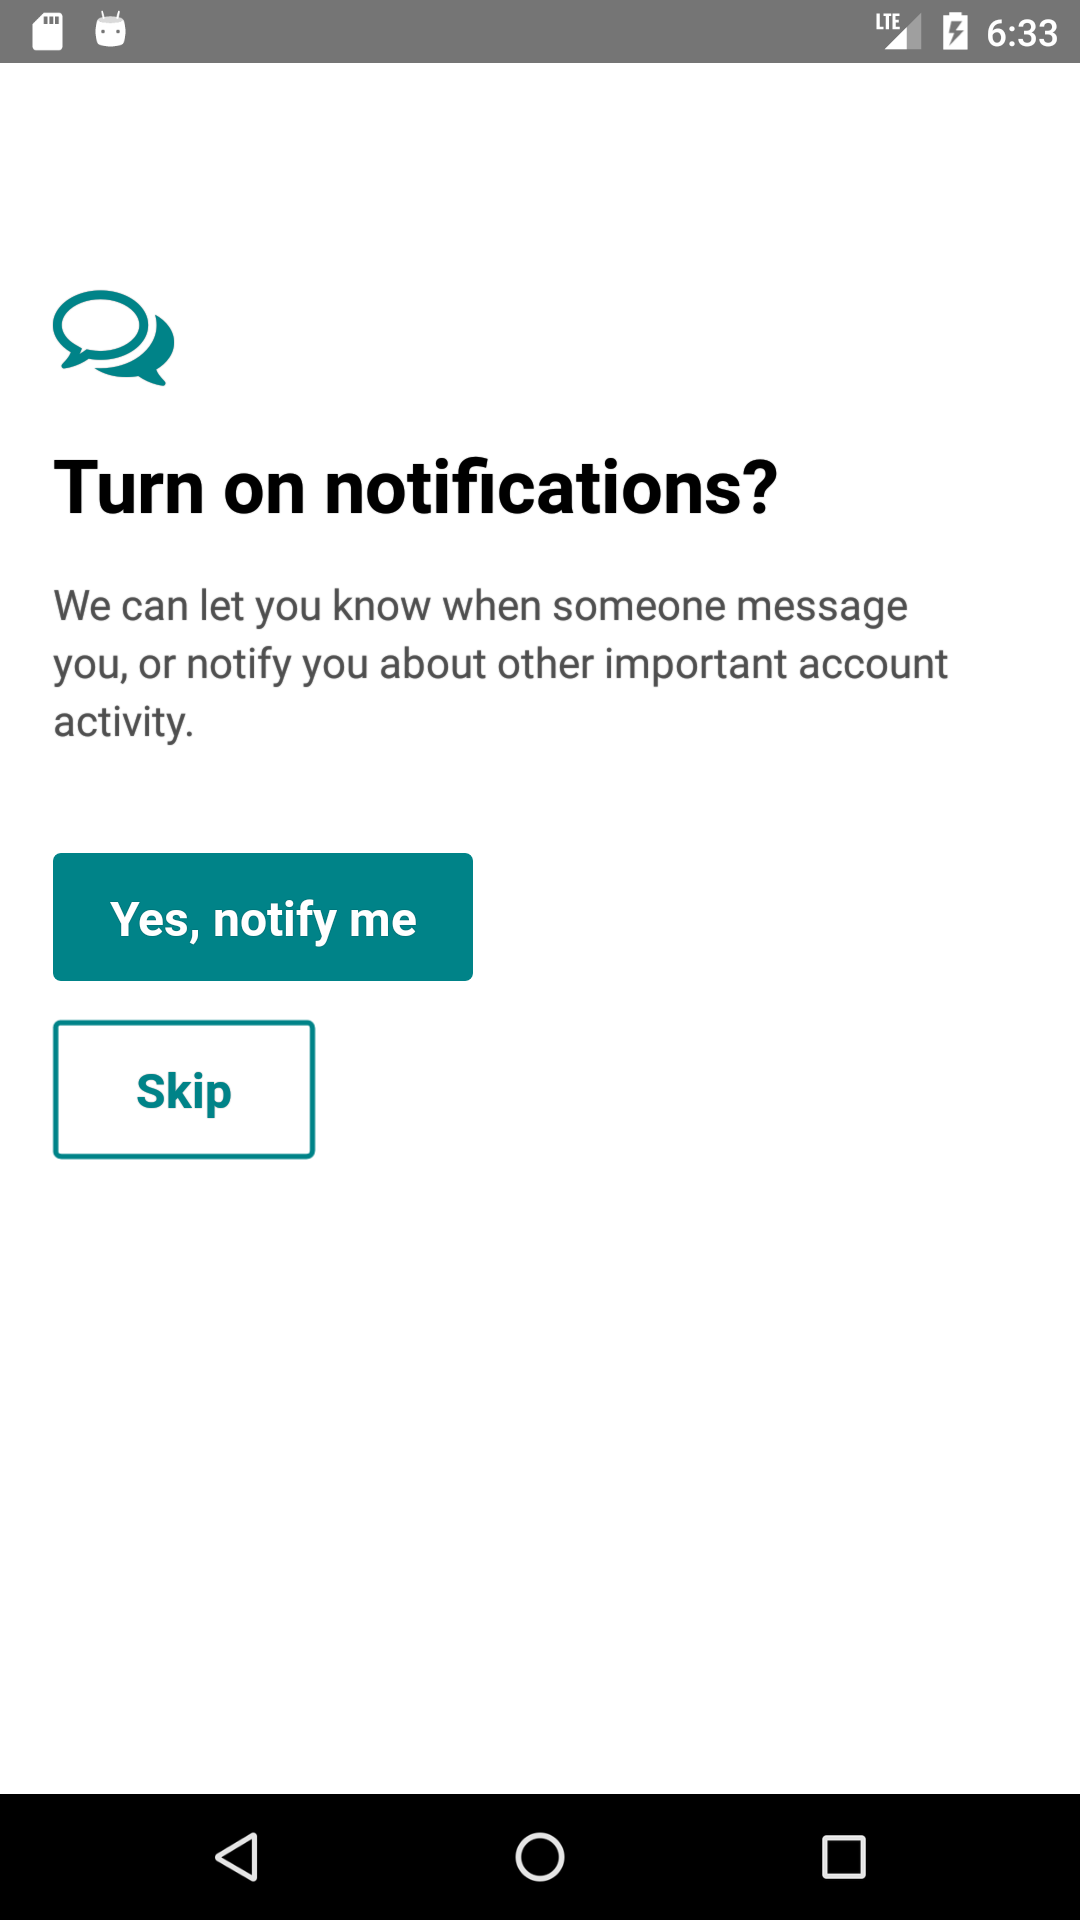 LTE 6:33
Turn on notifications?
We can let you know when someone message
you, or notify you about other important account
activity.
Yes, notify me
Skip